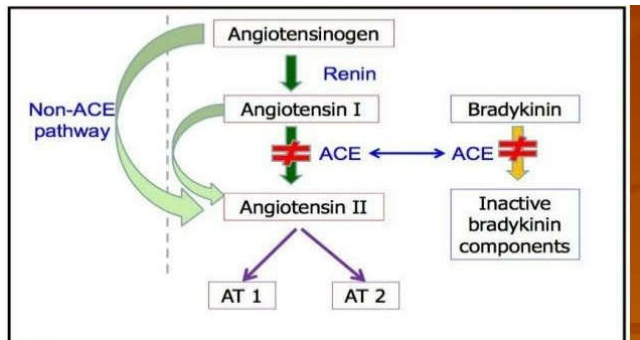 Angiotensinogen
Renin
Non-ACE
pathway
Angiotensin I
Bradykinin
ACE
ACE
Angiotensin II
Inactive
bradykinin
components
AT 1
AT 2